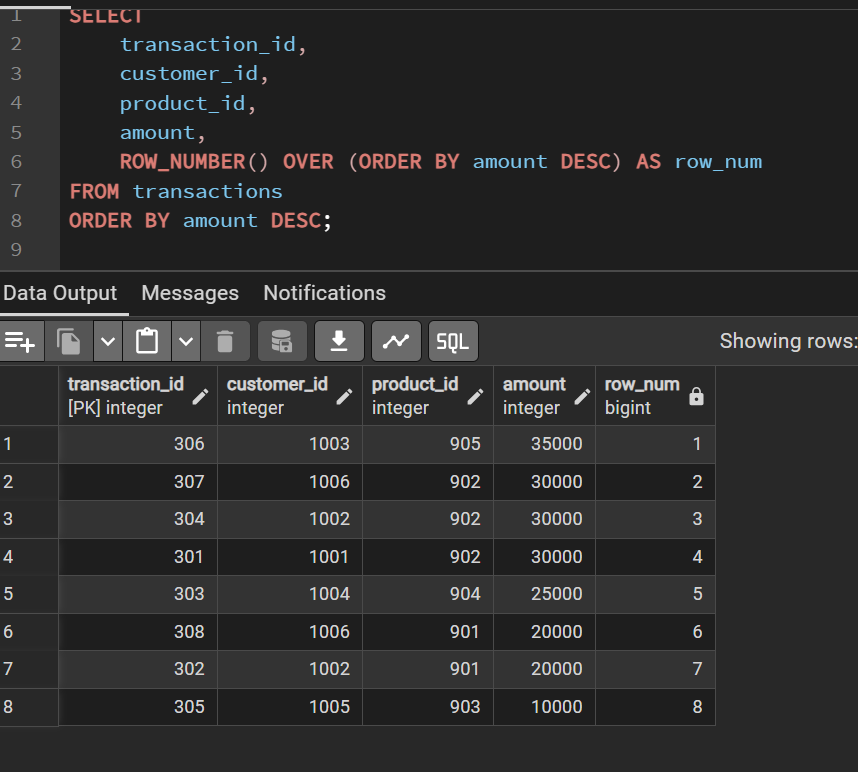 1 SELECT
2 transaction_id,
3 customer_id,
4 product_id,
5 amount,
6 ROW_NUMBER() OVER (ORDER BY amount DESC) AS row_num
7 FROM transactions
8 ORDER BY amount DESC;
9
Data Output Messages Notifications
SQL Showing rows:
transaction_id customer_id product_id amount row_num
[PK] integer integer integer integer bigint
1 306 1003 905 35000 1
2 307 1006 902 30000 2
3 304 1002 902 30000 3
4 301 1001 902 30000 4
5 303 1004 904 25000 5
6 308 1006 901 20000 6
7 302 1002 901 20000 7
8 305 1005 903 10000 8